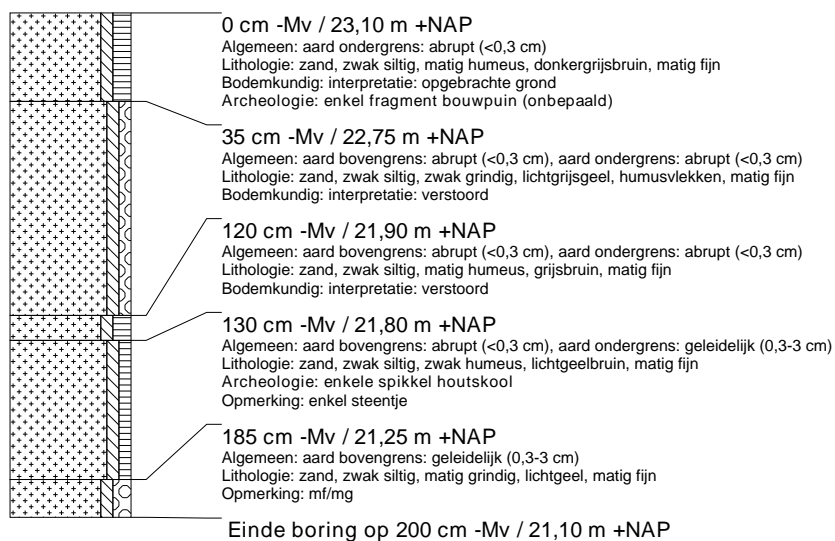 0 cm -Mv / 23,10 m +NAP
Algemeen: aard ondergrens: abrupt (<0,3 cm)
Lithologie: zand, zwak siltig, matig humeus, donkergrijsbruin, matig fijn
Bodemkundig: interpretatie: opgebrachte grond
Archeologie: enkel fragment bouwpuin (onbepaald)
35 cm -Mv / 22,75 m +NAP
Algemeen: aard bovengrens: abrupt (<0,3 cm), aard ondergrens: abrupt (<0,3 cm)
Lithologie: zand, zwak siltig, zwak grindig, lichtgrijsgeel, humusvlekken, matig fijn
Bodemkundig: interpretatie: verstoord
120 cm -Mv / 21,90 m +NAP
Algemeen: aard bovengrens: abrupt (<0,3 cm), aard ondergrens: abrupt (<0,3 cm)
Lithologie: zand, zwak siltig, matig humeus, grijsbruin, matig fijn
Bodemkundig: interpretatie: verstoord
130 cm -Mv / 21,80 m +NAP
Algemeen: aard bovengrens: abrupt (<0,3 cm), aard ondergrens: geleidelijk (0,3-3 cm)
Lithologie: zand, zwak siltig, zwak humeus, lichtgeelbruin, matig fijn
Archeologie: enkele spikkel houtskool
Opmerking: enkel steentje
185 cm -Mv / 21,25 m +NAP
Algemeen: aard bovengrens: geleidelijk (0,3-3 cm)
Lithologie: zand, zwak siltig, matig grindig, lichtgeel, matig fijn
Opmerking: mf/mg
Einde boring op 200 cm -Mv / 21,10 m +NAP